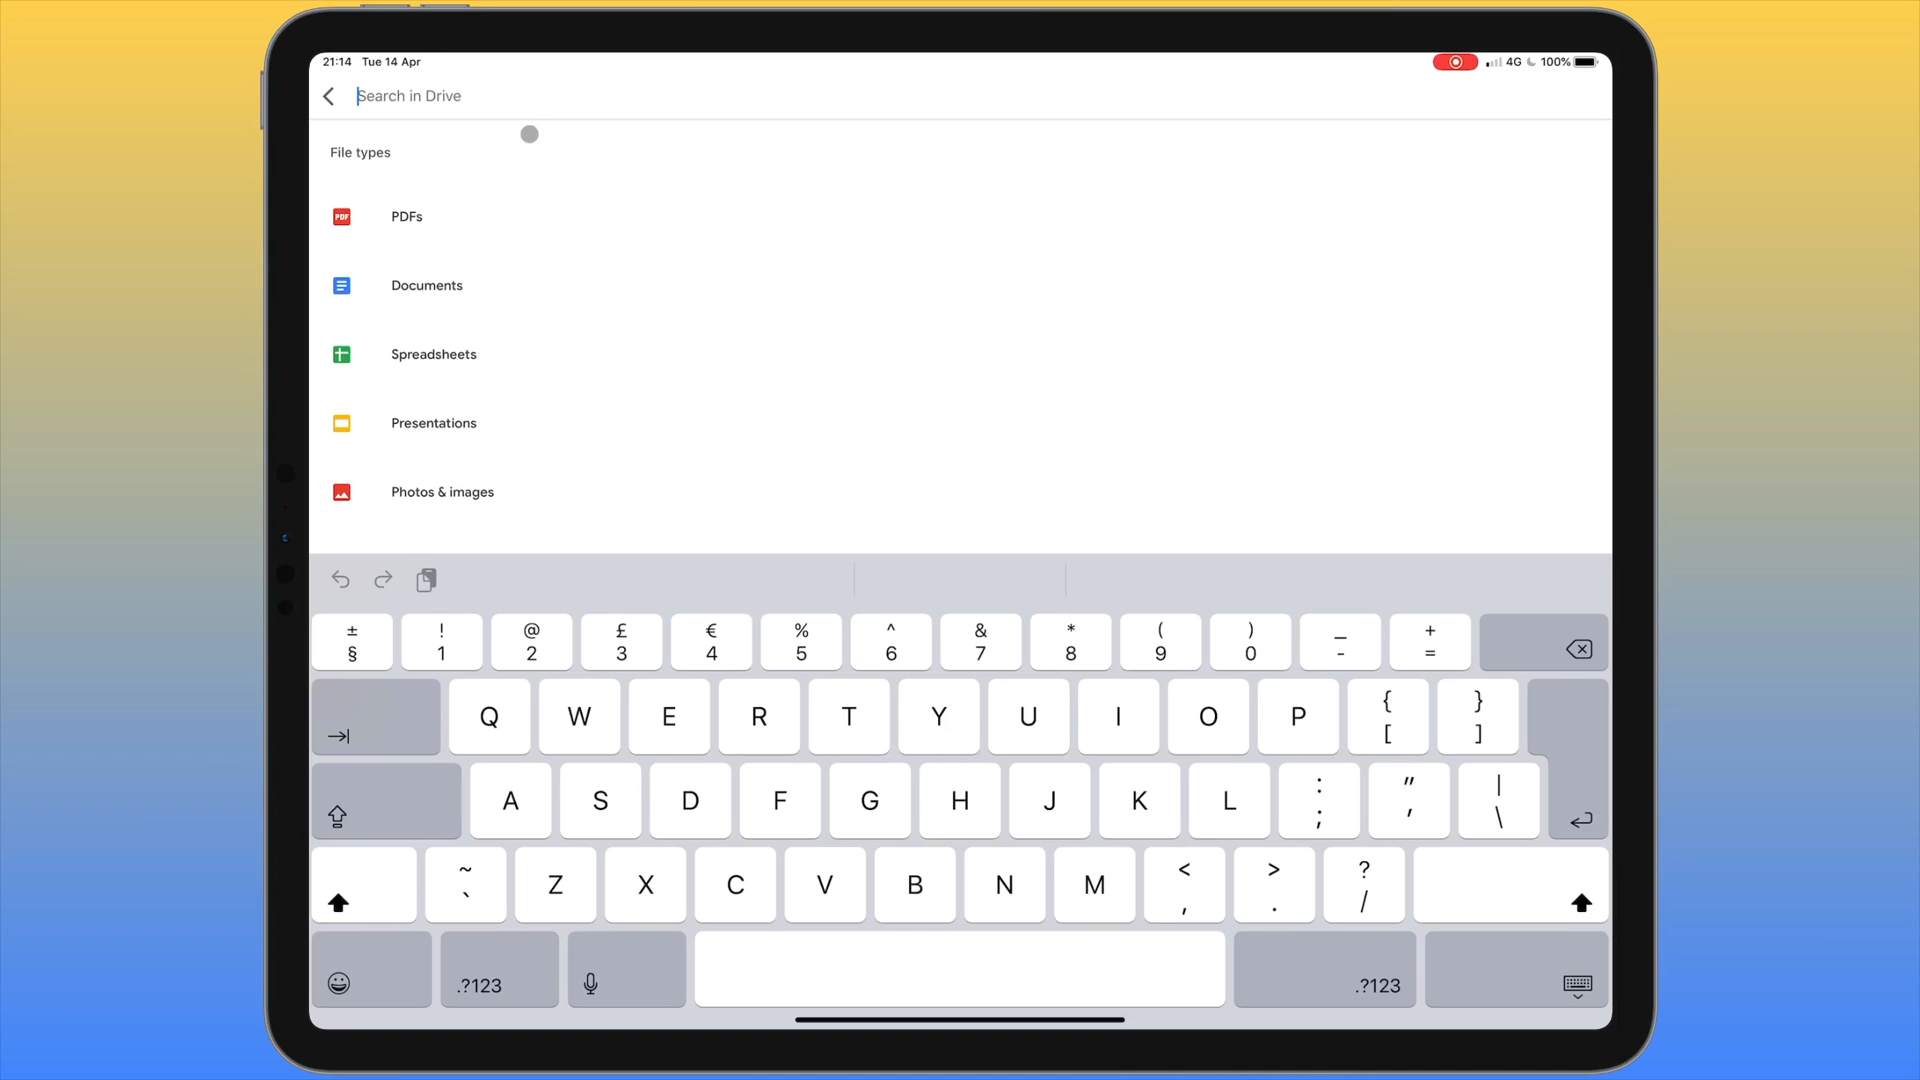 21:14 Tue 14 Apr
4G 100%
Search in Drive
File types
PDF PDFs
Documents
Spreadsheets
Presentations
Photos & images
± ! @ £ € % ^ & * ( ) _ +
§ 1 2 3 4 5 6 7 8 9 0 - =
Q W E R T Y U I O P { }
[ ]
A S D F G H J K L : " |
; ' \
~ Z X C V B N M < > ?
` , . /
.?123 .?123